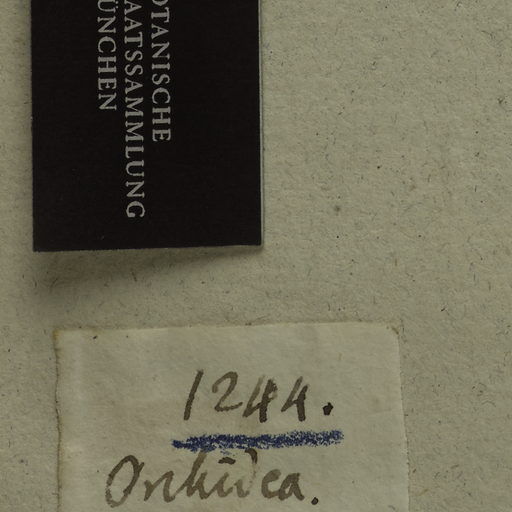 OTANISCHE
AATSSAMMLUNG
ÜNCHEN
1244.
Orchidea.